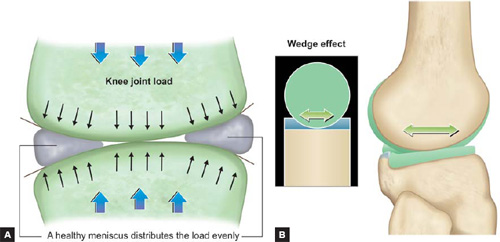 Knee joint load
A
A healthy meniscus distributes the load evenly
Wedge effect
B